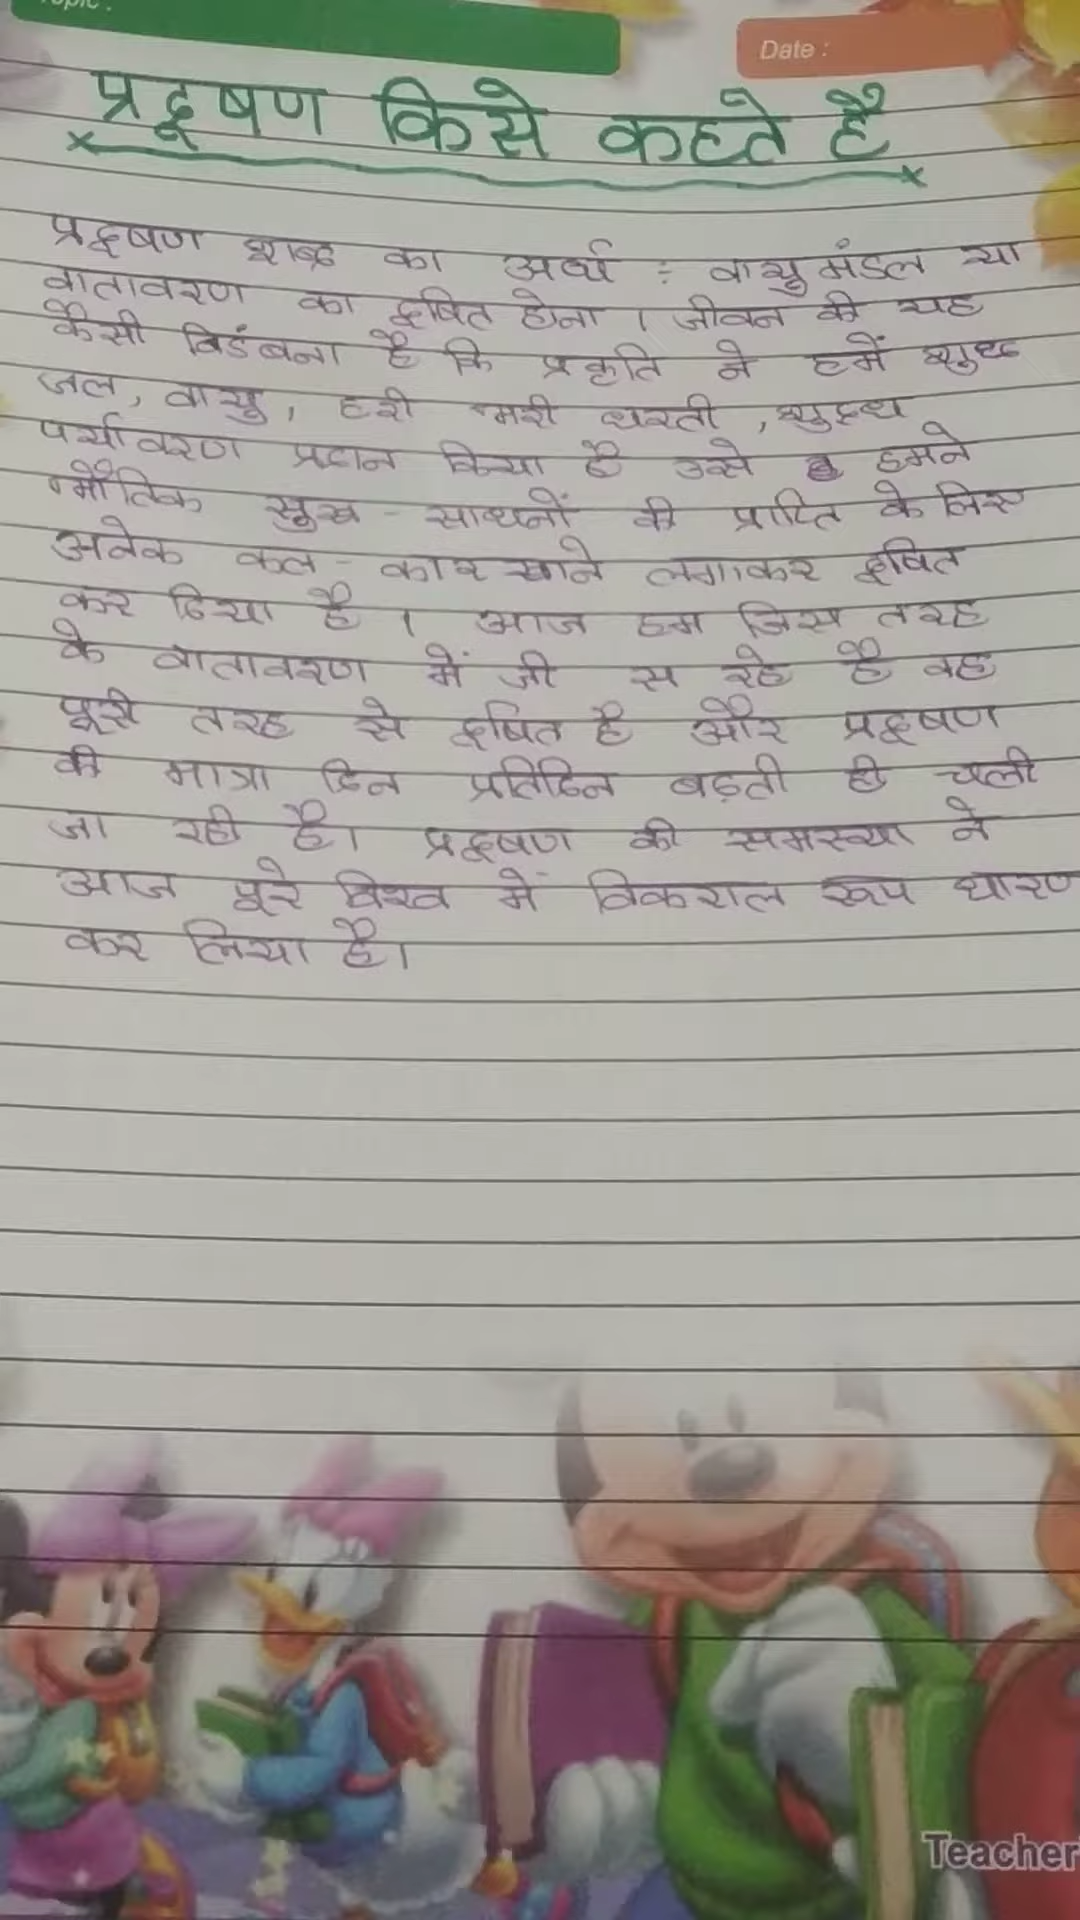 Topic :
Date :
प्रदूषण किसे कहते है
प्रदूषण शब्द का अर्थ : वायुमंडल या
वातावरण का दूषित होना । जीवन की यह
कैसी विडंबना है कि प्रकृति ने हमें शुध्द
जल, वायु, हरी भरी धरती, शुद्ध
पर्यावरण प्रदान किया है उसे हमने
भौतिक सुख - साधनों की प्राप्ति के लिए
अनेक कल - कारखाने लगाकर दूषित
कर दिया है । आज हम जिस तरह
के वातावरण में जी स रहे है वह
पूरी तरह से दूषित है और प्रदूषण
की मात्रा दिन प्रतिदिन बढ़ती ही चली
जा रही है। प्रदूषण की समस्या ने
आज पूरे विश्व में विकराल रूप धारण
कर लिया है।
Teacher